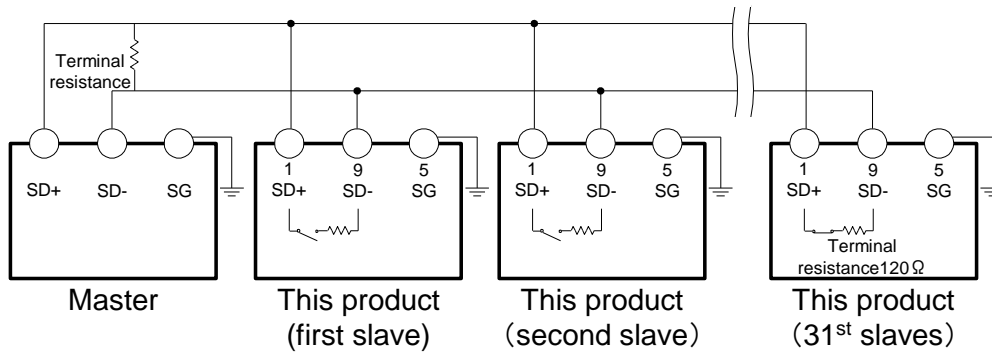 Terminal
resistance
1 9 5
1 9 5
1 9 5
SD+ SD- SG
SD+ SD- SG
SD+ SD- SG
SD+ SD- SG
Terminal
resistance120Ω
Master
This product
(first slave)
This product
（second slave）
This product
（31st slaves）